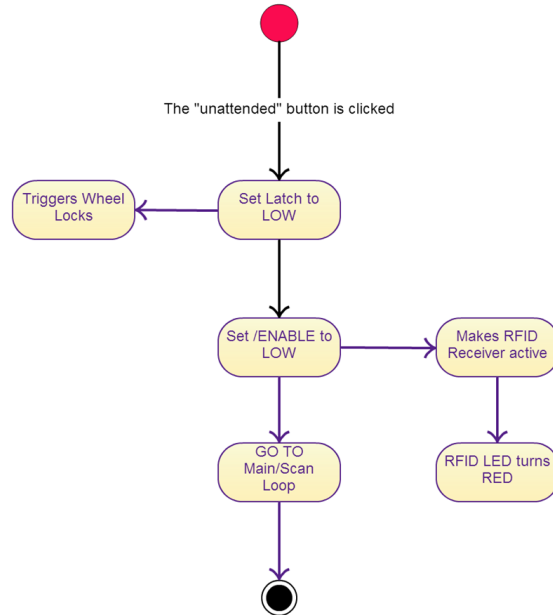 The "unattended" button is clicked
Triggers Wheel
Locks
Set Latch to
LOW
Set /ENABLE to
LOW
Makes RFID
Receiver active
GO TO
Main/Scan
Loop
RFID LED turns
RED